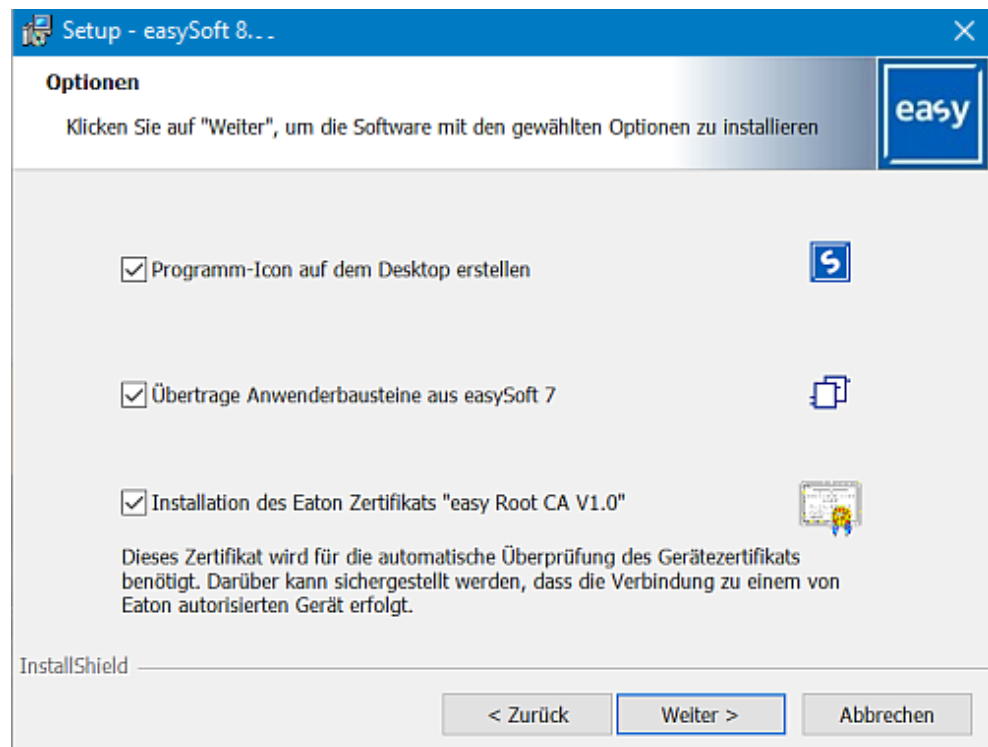 Setup - easySoft 8...
Optionen
Klicken Sie auf "Weiter", um die Software mit den gewählten Optionen zu installieren
easy
Programm-Icon auf dem Desktop erstellen
S
Übertrage Anwenderbausteine aus easySoft 7
Installation des Eaton Zertifikats "easy Root CA V1.0"
Dieses Zertifikat wird für die automatische Überprüfung des Gerätezertifikats
benötigt. Darüber kann sichergestellt werden, dass die Verbindung zu einem von
Eaton autorisierten Gerät erfolgt.
InstallShield
< Zurück Weiter > Abbrechen